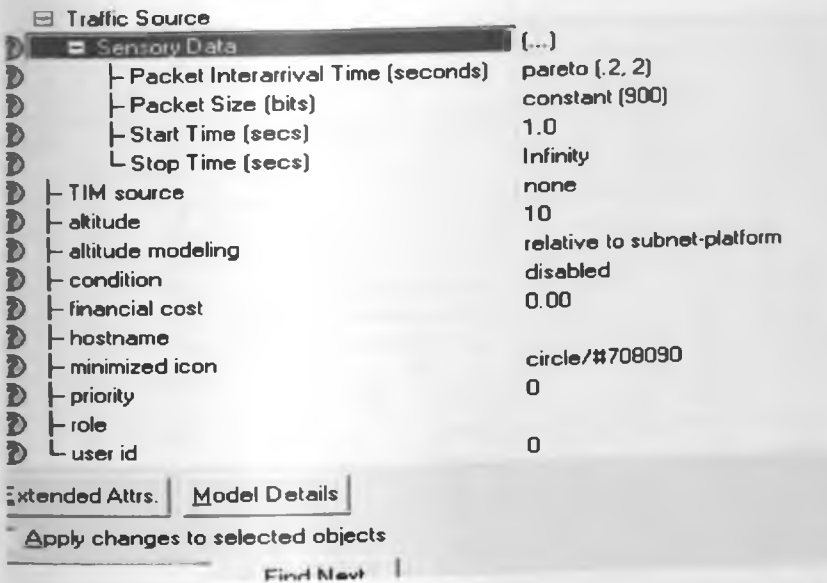 Traffic Source
Sensory Data (...)
Packet Interarrival Time (seconds) pareto (.2, 2)
Packet Size (bits) constant (900)
Start Time (secs) 1.0
Stop Time (secs) Infinity
TIM source none
altitude 10
altitude modeling relative to subnet-platform
condition disabled
financial cost 0.00
hostname
minimized icon circle/#708090
priority 0
role
user id 0
Extended Attrs. Model Details
Apply changes to selected objects
Find Next